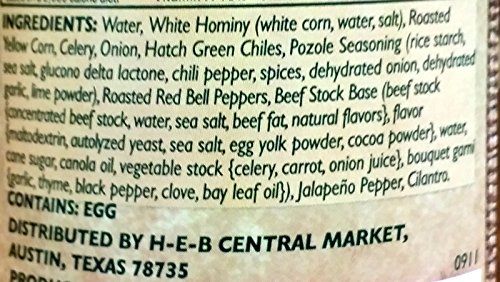 INGREDIENTS: Water, White Hominy (white corn, water, salt), Roasted
Yellow Corn, Celery, Onion, Hatch Green Chiles, Pozole Seasoning (rice starch,
sea salt, glucono delta lactone, chili pepper, spices, dehydrated onion, dehydrated
garlic, lime powder), Roasted Red Bell Peppers, Beef Stock Base (beef stock
{concentrated beef stock, water, sea salt, beef fat, natural flavors}, flavor
{maltodextrin, autolyzed yeast, sea salt, egg yolk powder, cocoa powder}, water,
cane sugar, canola oil, vegetable stock {celery, carrot, onion juice}, bouquet garni
{garlic, thyme, black pepper, clove, bay leaf oil}), Jalapeño Pepper, Cilantro.
CONTAINS: EGG
DISTRIBUTED BY H-E-B CENTRAL MARKET,
AUSTIN, TEXAS 78735
0911